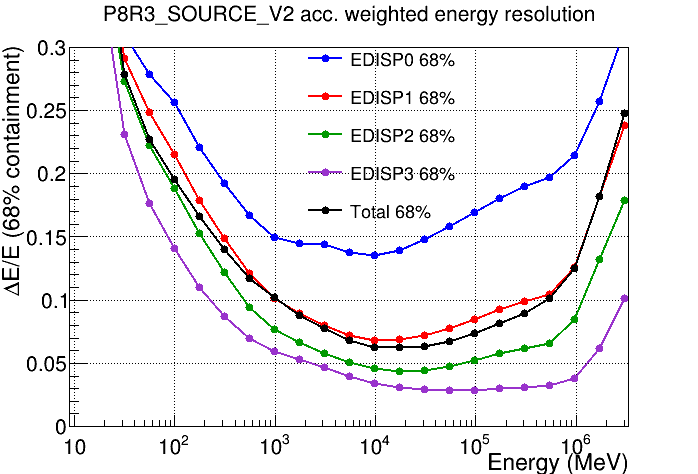 P8R3_SOURCE_V2 acc. weighted energy resolution
ΔE/E (68% containment)
0.3
0.25
0.2
0.15
0.1
0.05
0
EDISP0 68%
EDISP1 68%
EDISP2 68%
EDISP3 68%
Total 68%
10 10² 10³ 10⁴ 10⁵ 10⁶
Energy (MeV)